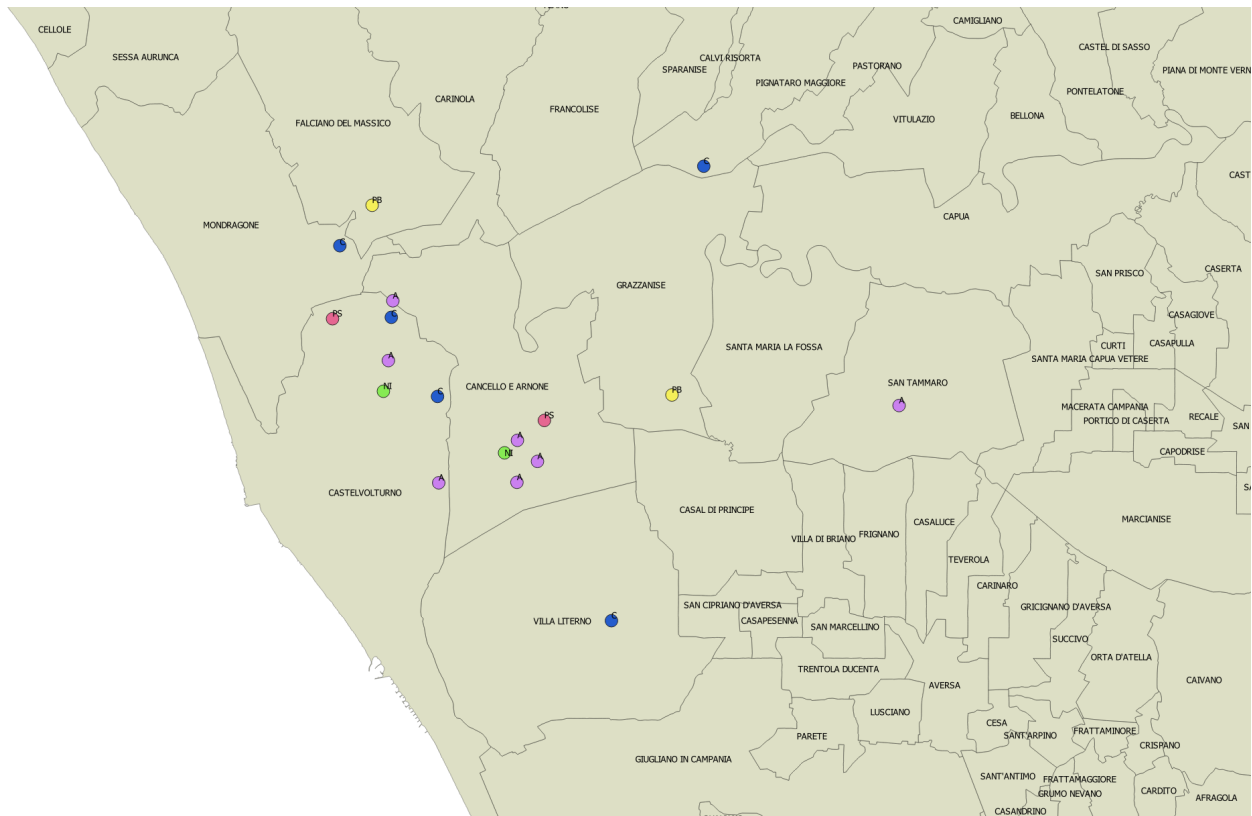 CELLOLE
CAMIGLIANO
SESSA AURUNCA
CALVI RISORTA
CASTEL DI SASSO
SPARANISE
PASTORANO
PIANA DI MONTE VERN
PIGNATARO MAGGIORE
PONTELATONE
CARINOLA
FRANCOLISE
VITULAZIO
BELLONA
FALCIANO DEL MASSICO
C
CAST
PB
CAPUA
MONDRAGONE
C
SAN PRISCO
CASERTA
GRAZZANISE
A
PS
C
CASAGIOVE
SANTA MARIA LA FOSSA
CURTI
CASAPULLA
A
SANTA MARIA CAPUA VETERE
NI
C
CANCELLO E ARNONE
PB
SAN TAMMARO
A
MACERATA CAMPANIA
PS
PORTICO DI CASERTA
RECALE
SAN
A
NI
A
CAPODRISE
A
A
CASTELVOLTURNO
SA
CASAL DI PRINCIPE
MARCIANISE
VILLA DI BRIANO
FRIGNANO
CASALUCE
TEVEROLA
CARINARO
SAN CIPRIANO D'AVERSA
GRICIGNANO D'AVERSA
VILLA LITERNO
C
CASAPESENNA
SAN MARCELLINO
SUCCIVO
ORTA D'ATELLA
TRENTOLA DUCENTA
CAIVANO
AVERSA
LUSCIANO
CESA
PARETE
SANT'ARPINO
FRATTAMINORE
CRISPANO
GIUGLIANO IN CAMPANIA
SANT'ANTIMO
FRATTAMAGGIORE
GRUMO NEVANO
CARDITO
AFRAGOLA
CASANDRINO